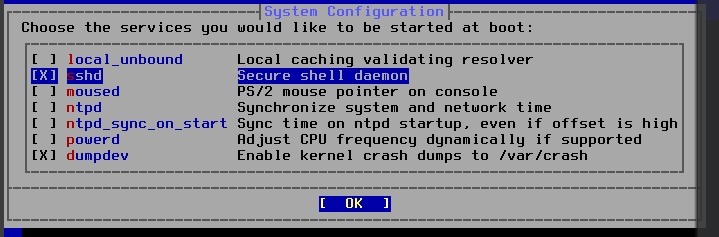 System Configuration
Choose the services you would like to be started at boot:
[ ] local_unbound Local caching validating resolver
[X] sshd Secure shell daemon
[ ] moused PS/2 mouse pointer on console
[ ] ntpd Synchronize system and network time
[ ] ntpd_sync_on_start Sync time on ntpd startup, even if offset is high
[ ] powerd Adjust CPU frequency dynamically if supported
[X] dumpdev Enable kernel crash dumps to /var/crash
[ OK ]